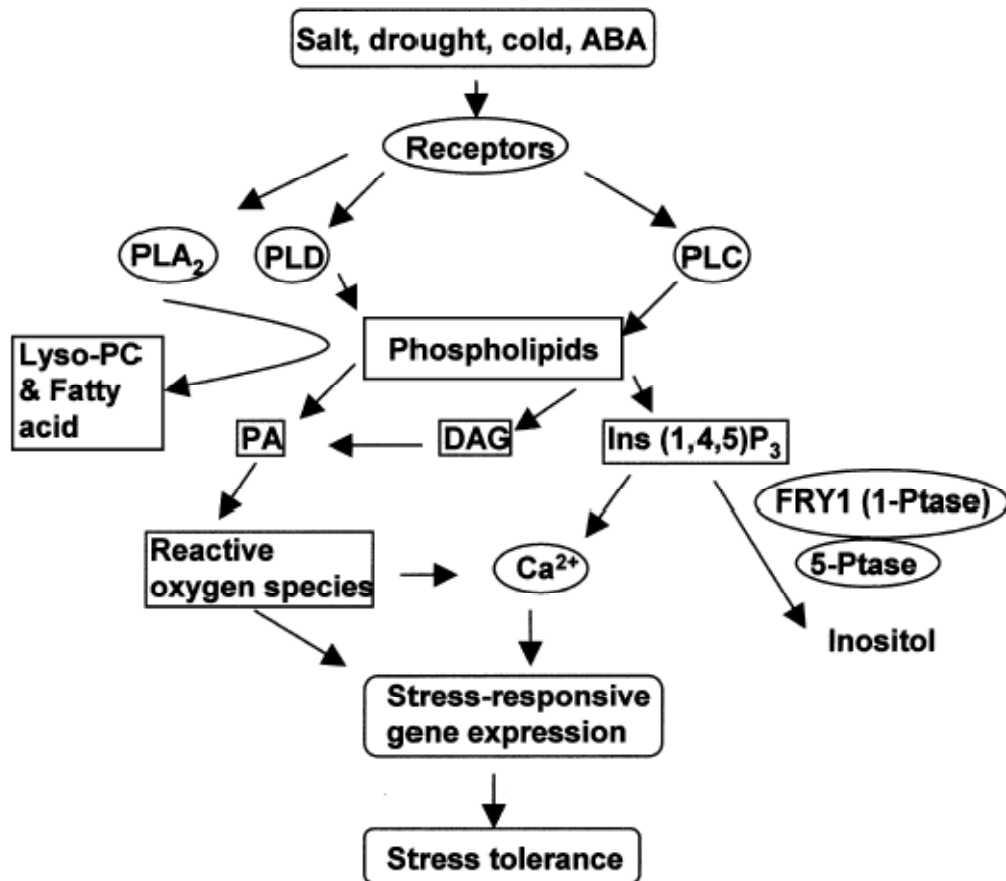 Salt, drought, cold, ABA
Receptors
PLA₂
PLD
PLC
Phospholipids
Lyso-PC
& Fatty
acid
PA
DAG
Ins (1,4,5)P₃
FRY1 (1-Ptase)
5-Ptase
Reactive
oxygen species
Ca²⁺
Inositol
Stress-responsive
gene expression
Stress tolerance